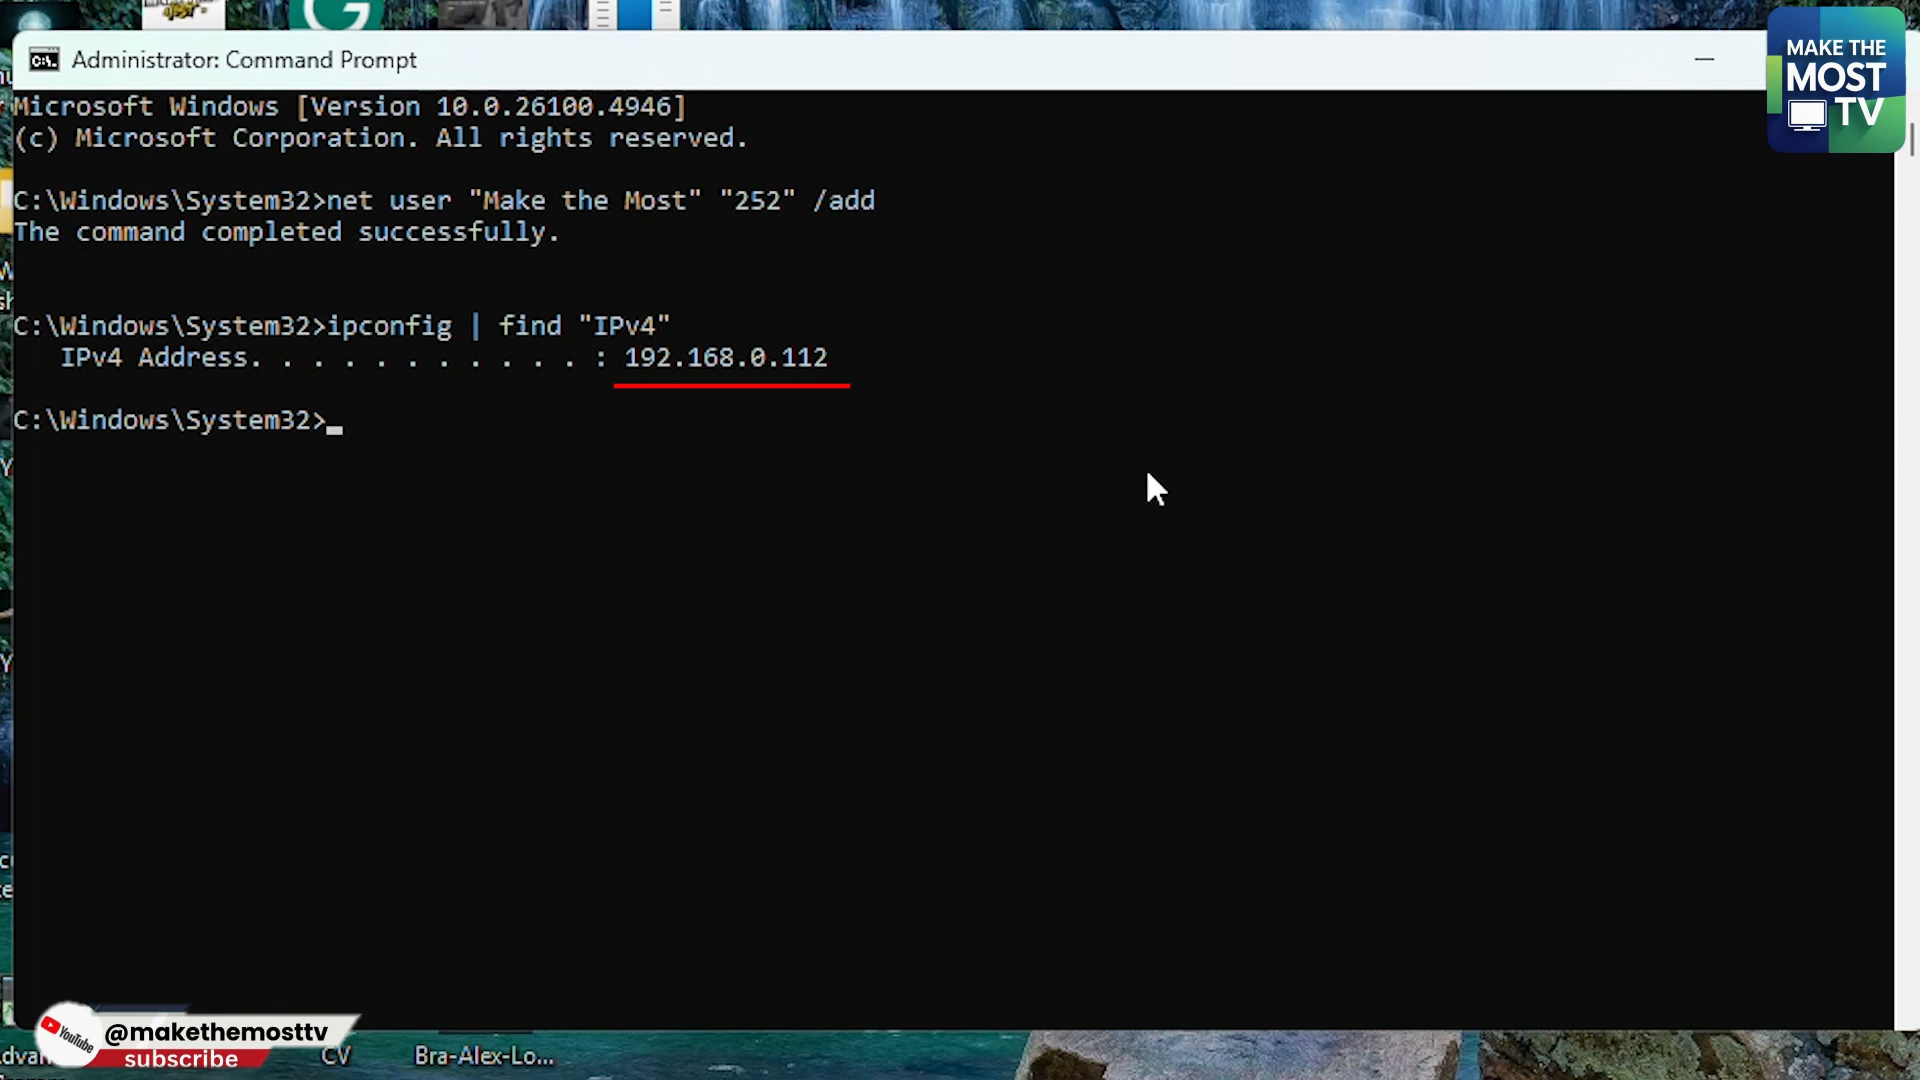 Administrator: Command Prompt
MAKE THE
MOST
TV
Microsoft Windows [Version 10.0.26100.4946]
(c) Microsoft Corporation. All rights reserved.
C:\Windows\System32>net user "Make the Most" "252" /add
The command completed successfully.
C:\Windows\System32>ipconfig | find "IPv4"
IPv4 Address. . . . . . . . . . . : 192.168.0.112
C:\Windows\System32>
YouTube
@makethemosttv
subscribe
CV
Bra-Alex-Lo...